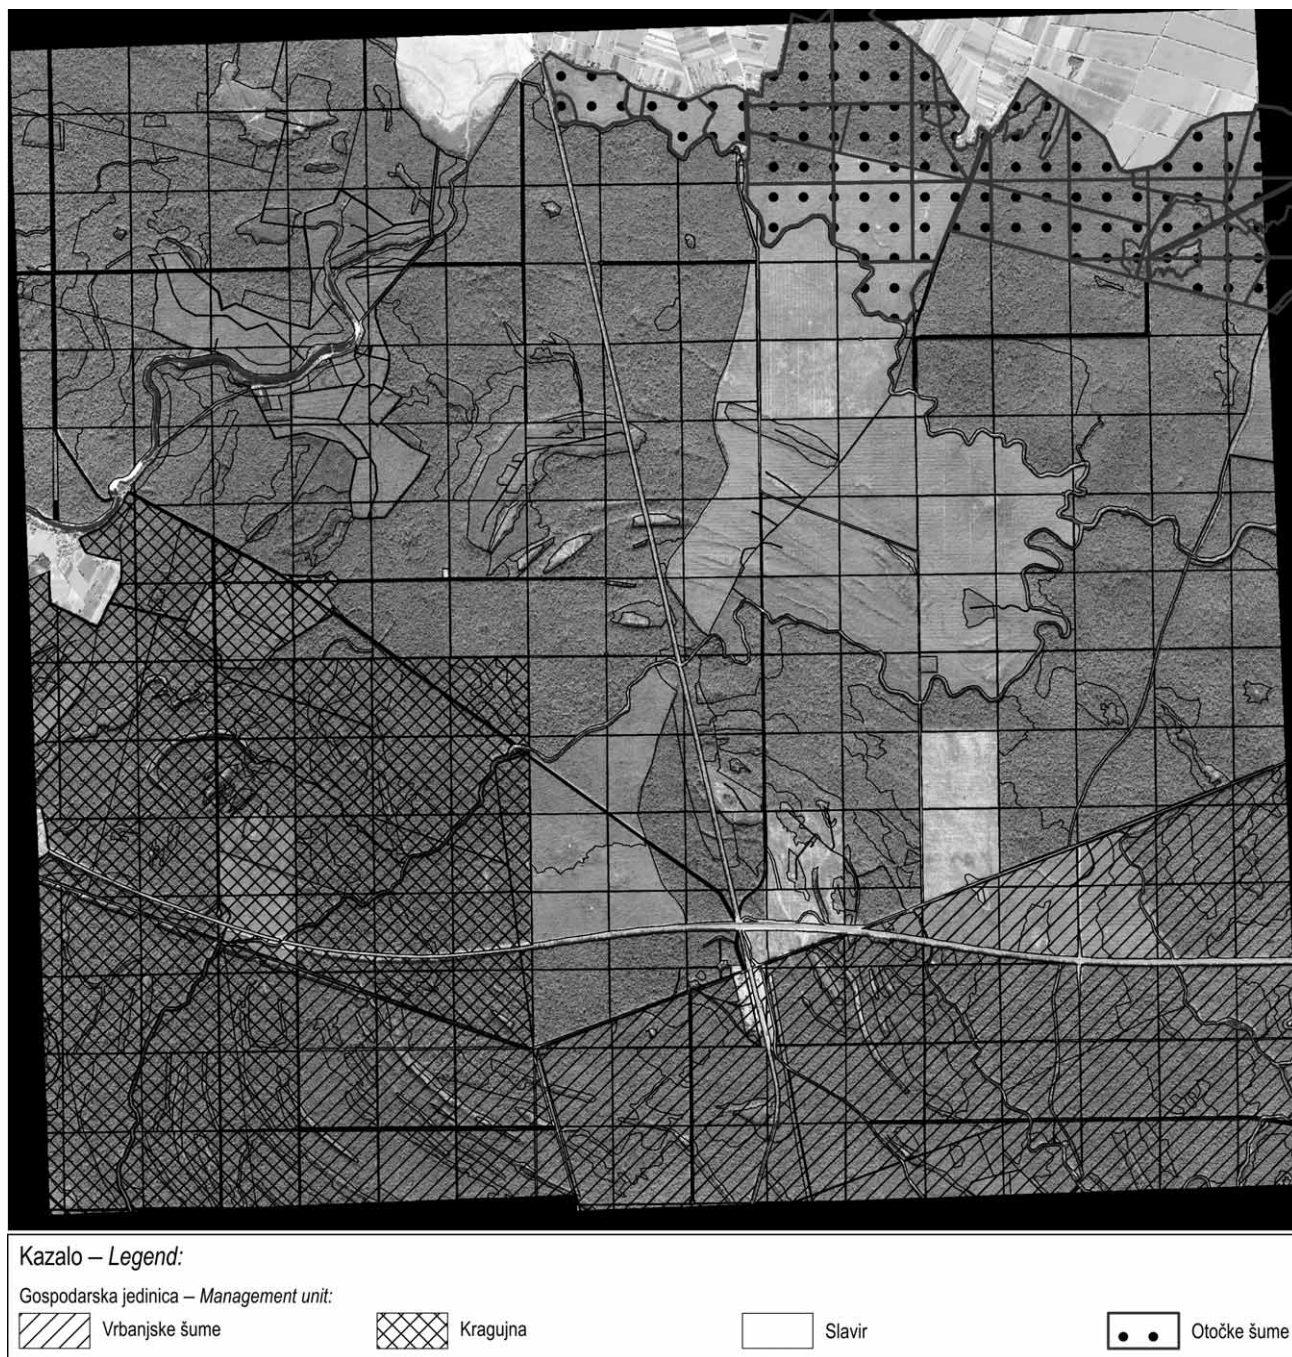 Kazalo – Legend:
Gospodarska jedinica – Management unit:
Vrbanjske šume
Kragujna
Slavir
Otočke šume